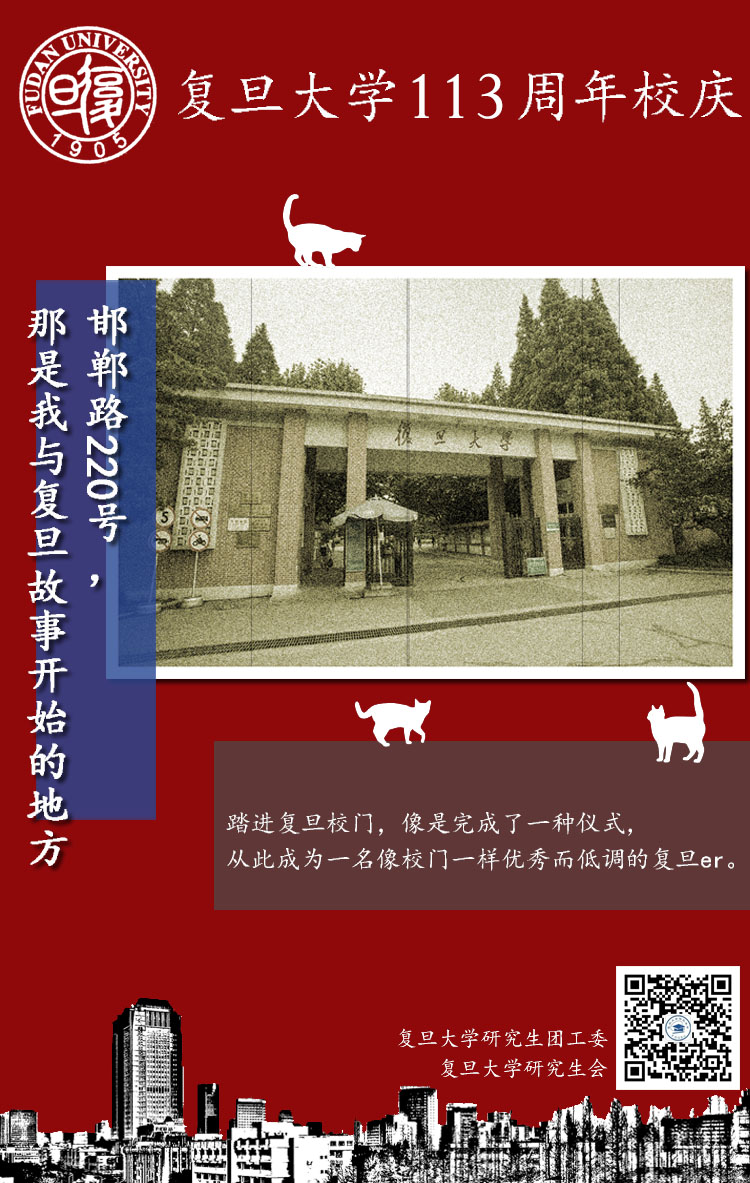 FUDAN UNIVERSITY
1905
复旦大学113周年校庆
邯郸路220号，
那是我与复旦故事开始的地方
復旦大学
5
踏进复旦校门，像是完成了一种仪式，
从此成为一名像校门一样优秀而低调的复旦er。
复旦大学研究生团工委
复旦大学研究生会